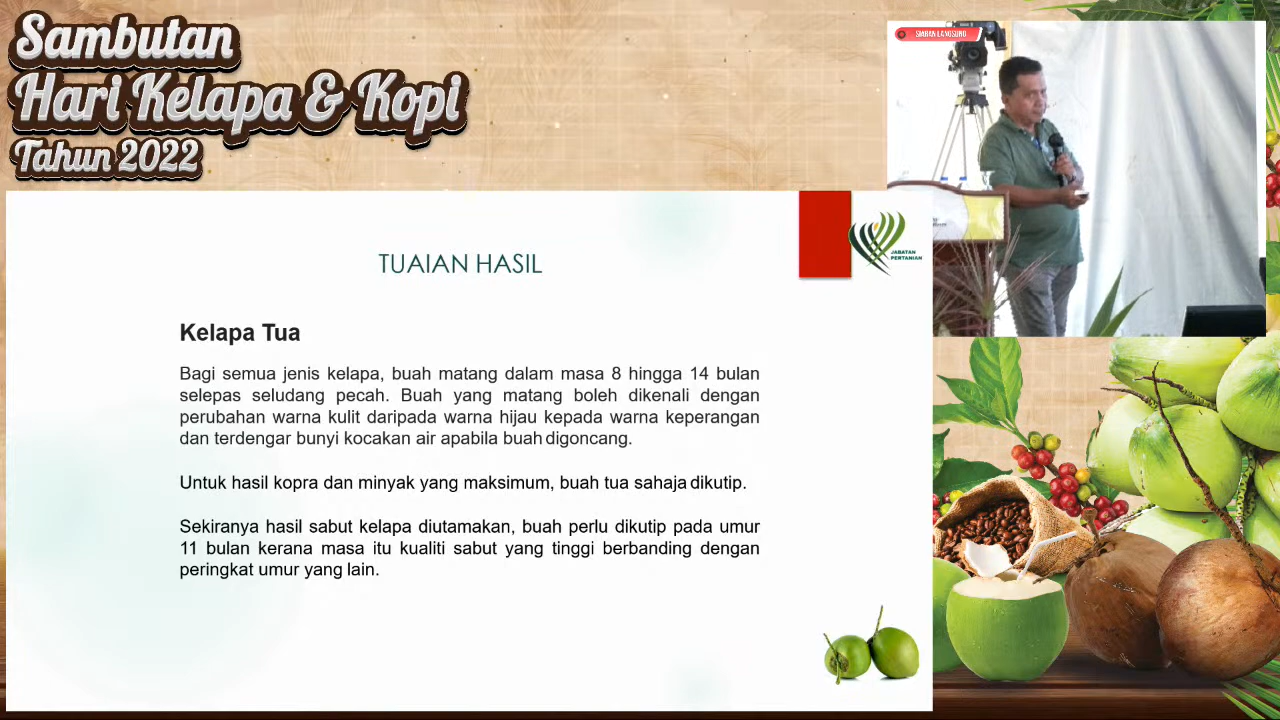 Sambutan
Hari Kelapa & Kopi
Tahun 2022
SIARAN LANGSUNG
JABATAN
PERTANIAN
TUAIAN HASIL
Kelapa Tua
Bagi semua jenis kelapa, buah matang dalam masa 8 hingga 14 bulan
selepas seludang pecah. Buah yang matang boleh dikenali dengan
perubahan warna kulit daripada warna hijau kepada warna keperangan
dan terdengar bunyi kocakan air apabila buah digoncang.
Untuk hasil kopra dan minyak yang maksimum, buah tua sahaja dikutip.
Sekiranya hasil sabut kelapa diutamakan, buah perlu dikutip pada umur
11 bulan kerana masa itu kualiti sabut yang tinggi berbanding dengan
peringkat umur yang lain.